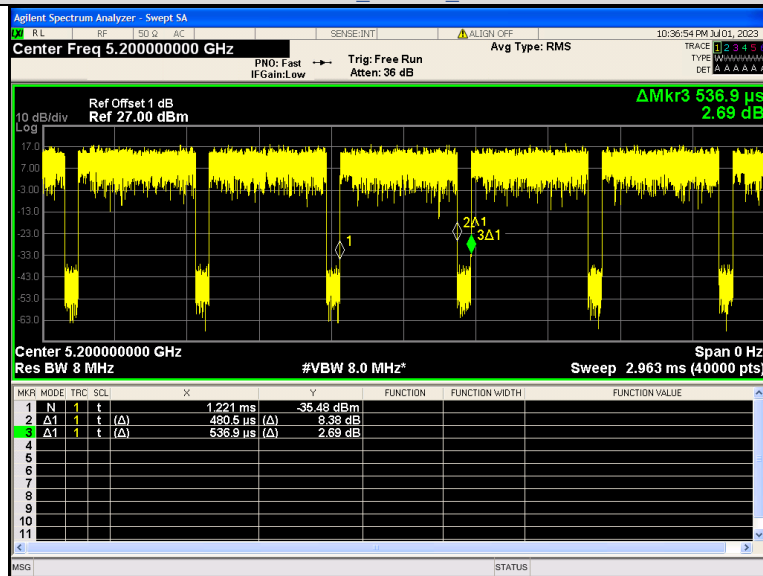 Agilent Spectrum Analyzer - Swept SA
RL RF 50 Ω AC SENSE:INT ALIGN OFF 10:36:54 PM Jul 01, 2023
Center Freq 5.200000000 GHz Avg Type: RMS TRACE 1 2 3 4 5
PNO: Fast Trig: Free Run TYPE
IFGain:Low Atten: 36 dB DET A A A A A
ΔMkr3 536.9 µs
Ref Offset 1 dB
10 dB/div Ref 27.00 dBm 2.69 dB
Log
17.0
7.00
-3.00
-13.0
-23.0
-33.0
-43.0
-53.0
-63.0
1
2Δ1
3Δ1
Center 5.200000000 GHz Span 0 Hz
Res BW 8 MHz #VBW 8.0 MHz* Sweep 2.963 ms (40000 pts)
MKR MODE TRC SCL X Y FUNCTION FUNCTION WIDTH FUNCTION VALUE
1 N 1 t 1.221 ms -35.48 dBm
2 Δ1 1 t (Δ) 480.5 µs (Δ) 8.38 dB
3 Δ1 1 t (Δ) 536.9 µs (Δ) 2.69 dB
4
5
6
7
8
9
10
11
MSG STATUS